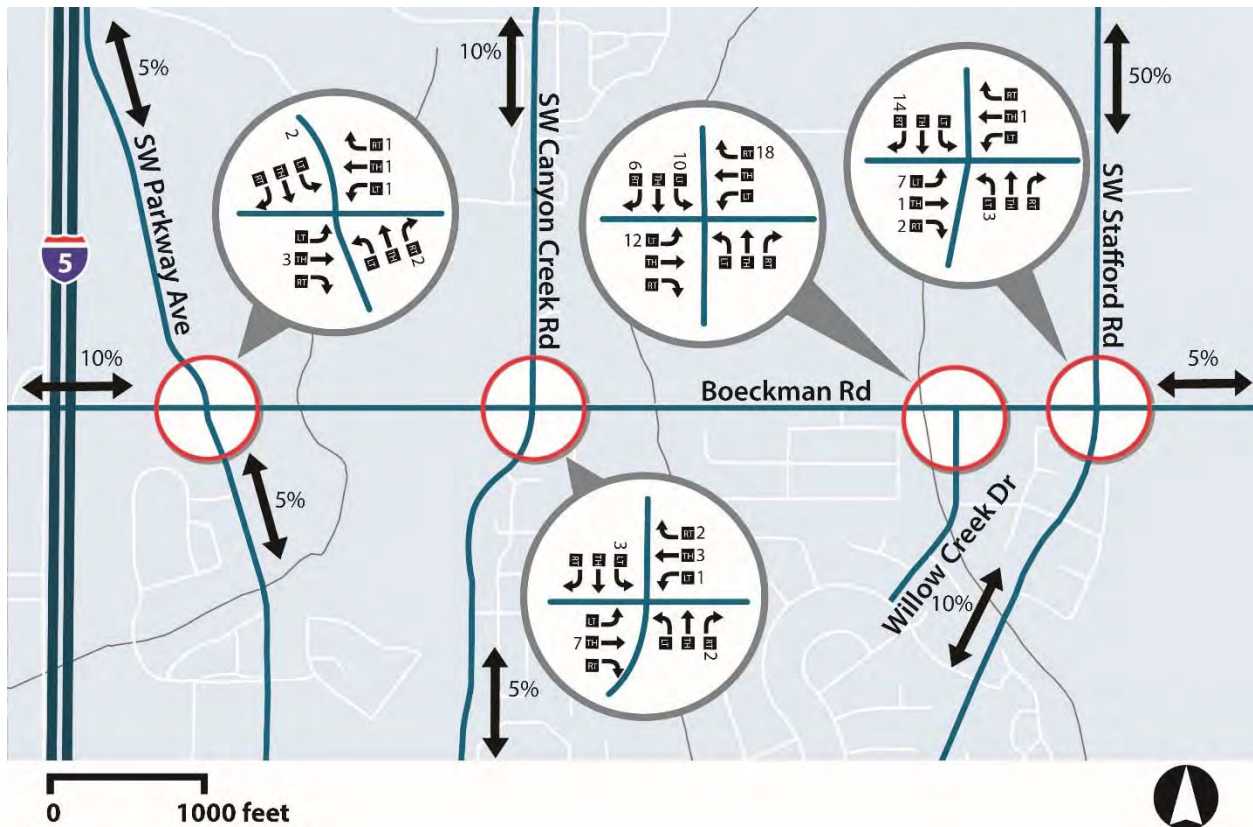 5%
SW Parkway Ave
5
10%
5%
10%
SW Canyon Creek Rd
5%
Boeckman Rd
Willow Creek Dr
10%
50%
SW Stafford Rd
5%
2
RT TH LT
RT 1
TH 1
LT 1
LT
3 TH
RT
LT TH RT 2
3
RT TH LT
RT 2
TH 3
LT 1
LT
7 TH
RT
LT TH RT 2
6 10
RT TH LT
RT 18
TH
LT
12 LT
TH
RT
LT TH RT
14
RT TH LT
RT
TH 1
LT
7 LT
1 TH
2 RT
LT 3 TH RT
0 1000 feet